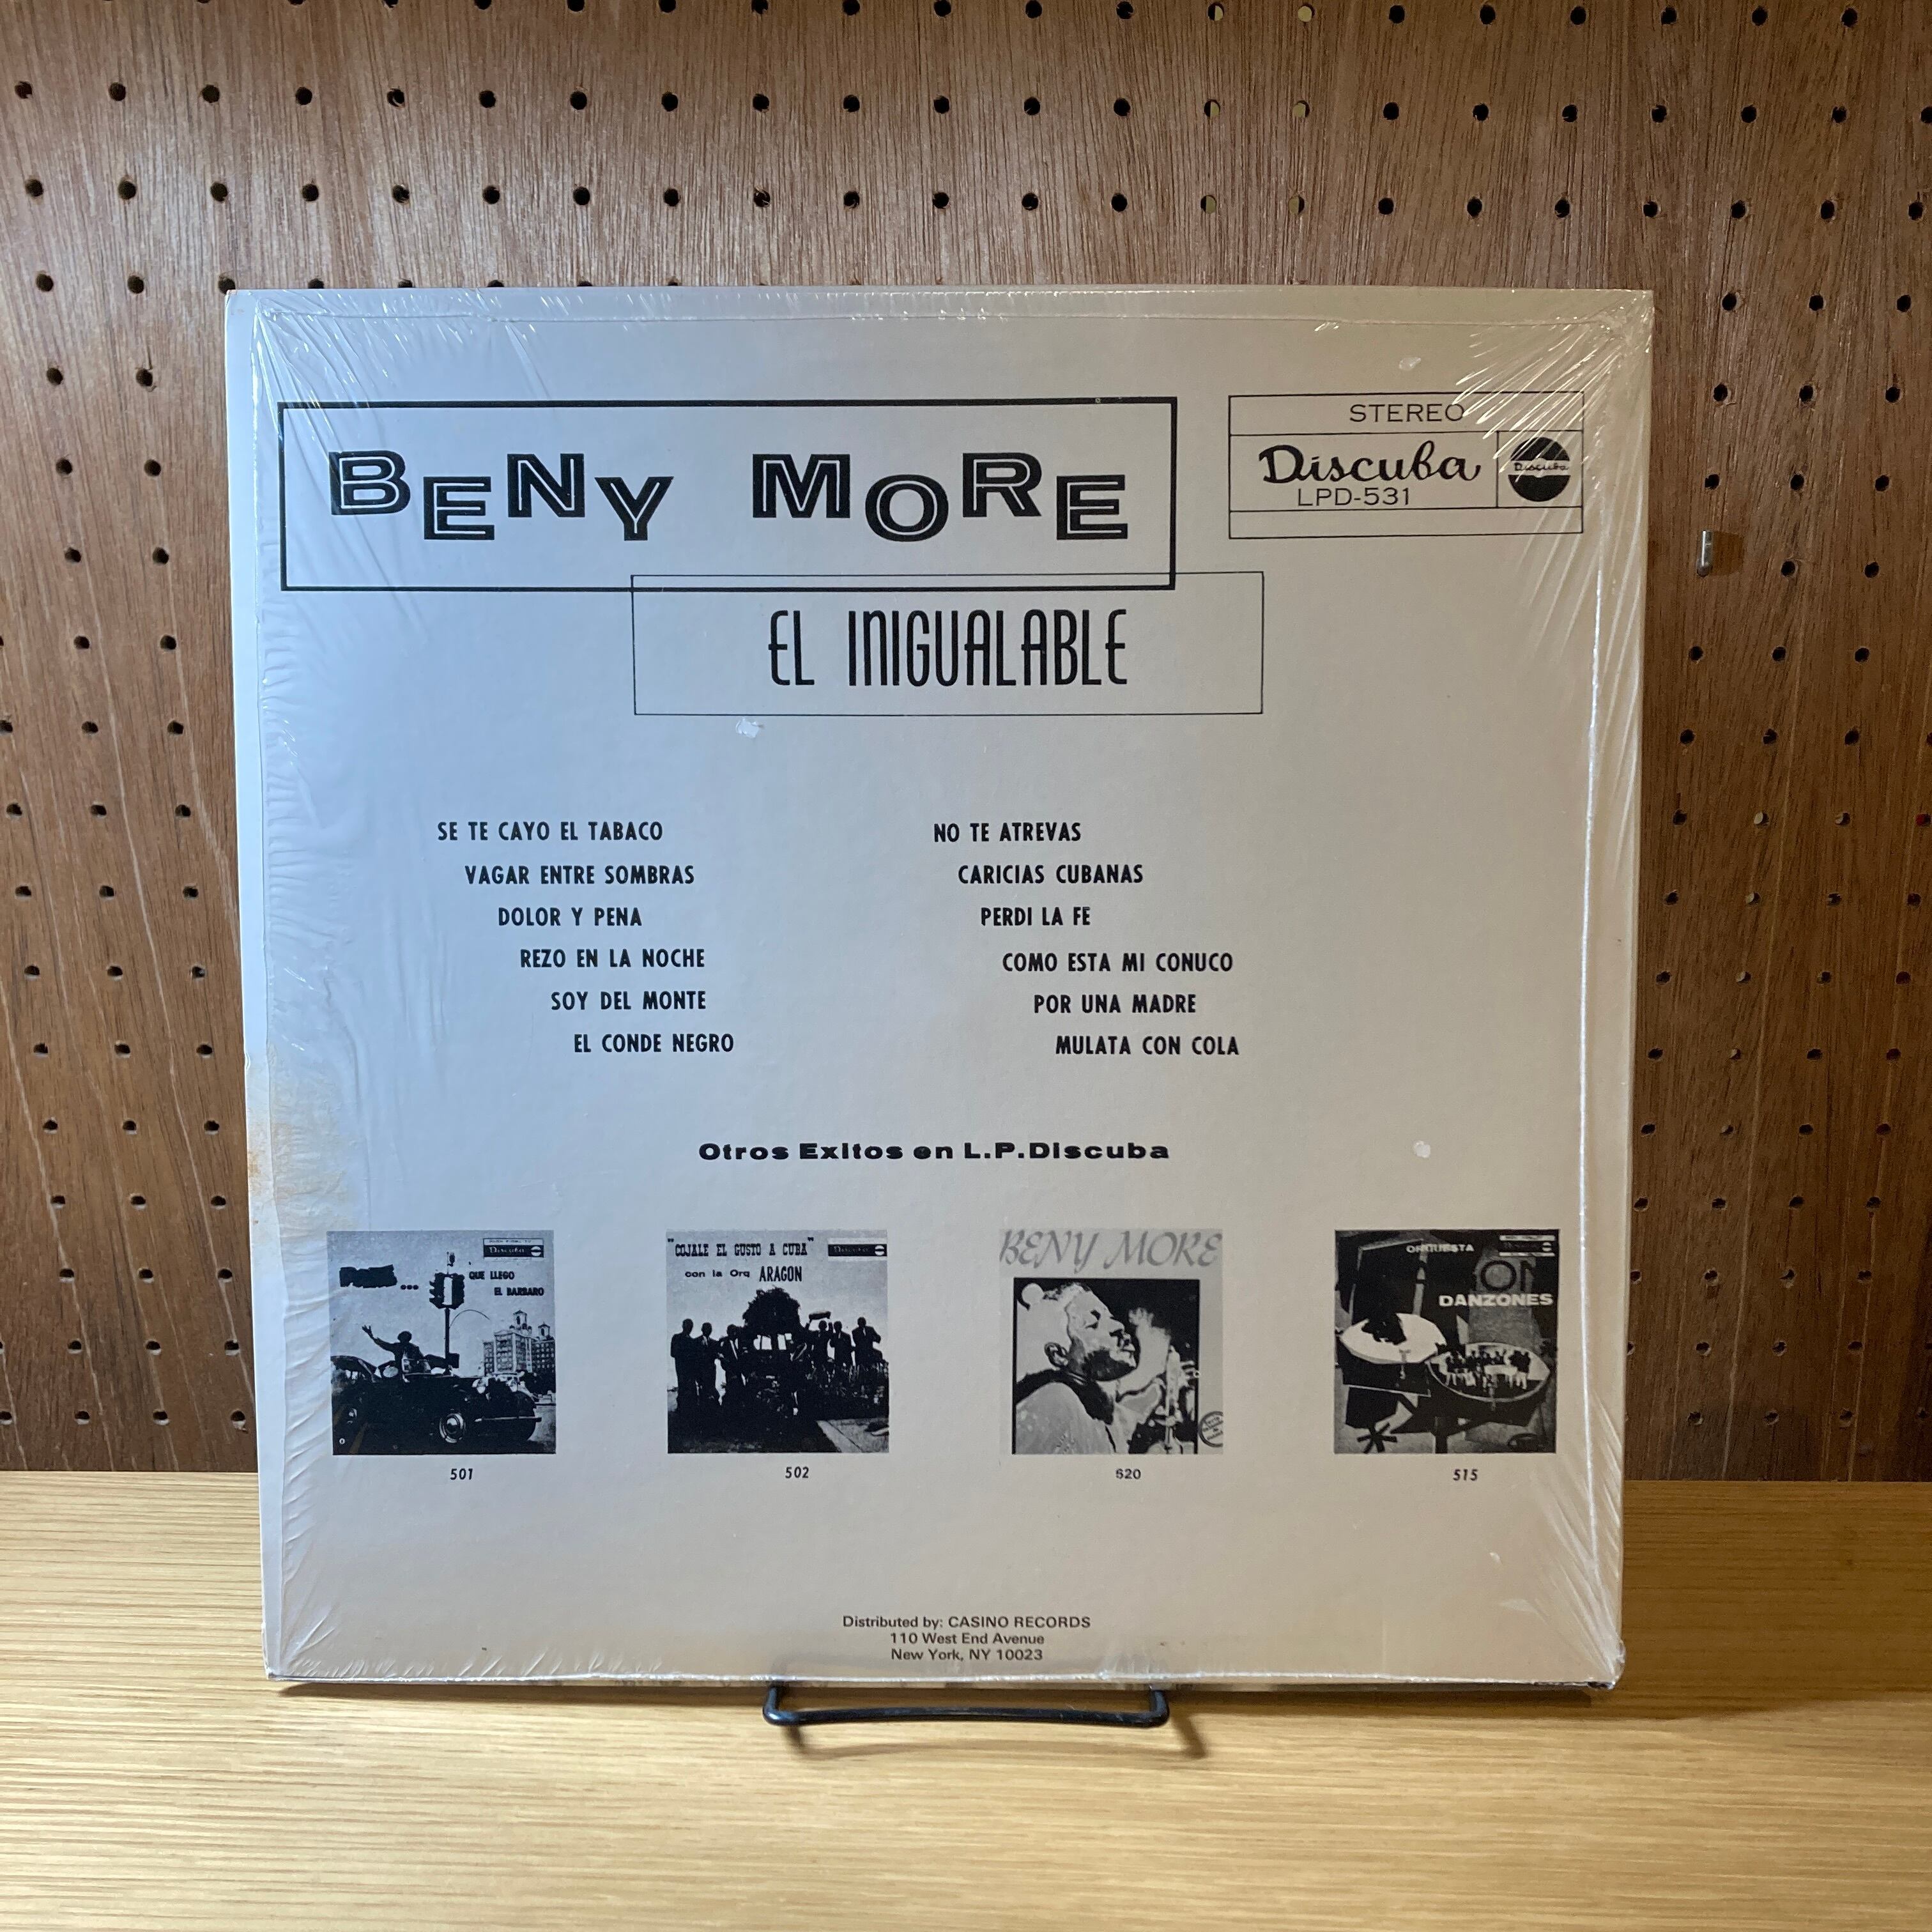 BENY MORE
STEREO
Discuba
Discuba
LPD-531
EL INIGUALABLE
SE TE CAYO EL TABACO
VAGAR ENTRE SOMBRAS
DOLOR Y PENA
REZO EN LA NOCHE
SOY DEL MONTE
EL CONDE NEGRO
NO TE ATREVAS
CARICIAS CUBANAS
PERDI LA FE
COMO ESTA MI CONUCO
POR UNA MADRE
MULATA CON COLA
Otros Exitos en L.P.Discuba
Discuba
QUE LLEGO
EL BARBARO
501
"COJALE EL GUSTO A CUBA"
Discuba
con la Orq ARAGON
502
BENY MORE
620
ORQUESTA
DANZONES
515
Distributed by: CASINO RECORDS
110 West End Avenue
New York, NY 10023